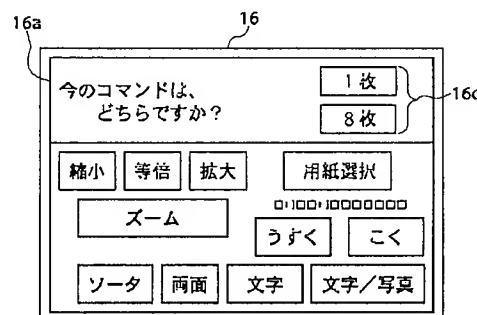 16
16a
今のコマンドは、
どちらですか？
1枚
8枚
16c
縮小 等倍 拡大 用紙選択
ズーム
うすく こく
ソータ 両面 文字 文字／写真